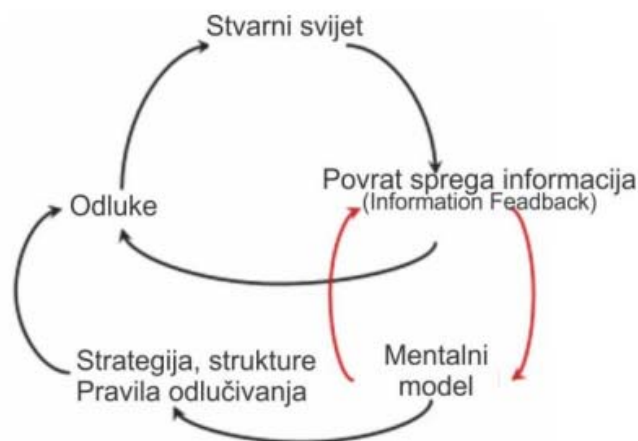 Stvarni svijet
Povrat sprega informacija
(Information Feadback)
Odluke
Strategija, strukture
Pravila odlučivanja
Mentalni
model